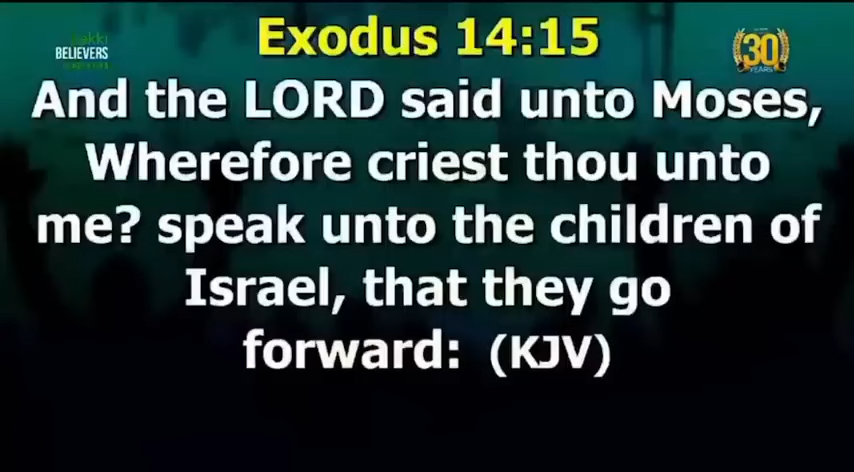 Exodus 14:15
BELIEVERS
30
YEARS
And the LORD said unto Moses,
Wherefore criest thou unto
me? speak unto the children of
Israel, that they go
forward: (KJV)